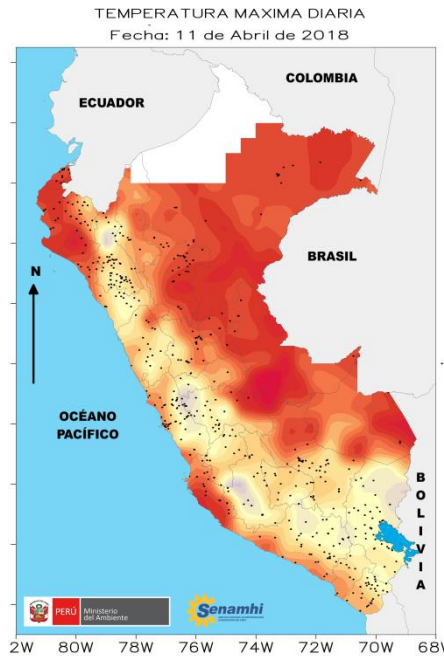 TEMPERATURA MAXIMA DIARIA
Fecha: 11 de Abril de 2018
COLOMBIA
ECUADOR
BRASIL
N
OCÉANO
PACÍFICO
BOLIVIA
PERÚ
Ministerio
del Ambiente
Senamhi
2W 80W 78W 76W 74W 72W 70W 68W